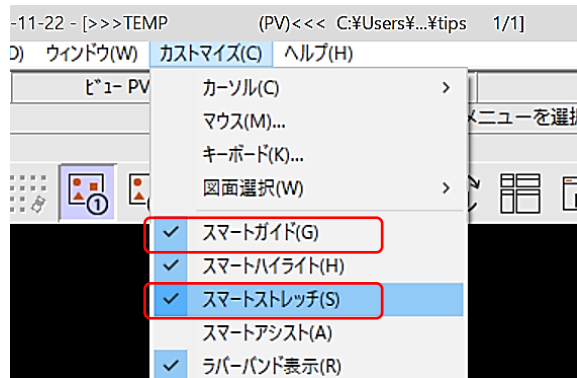 -11-22 - [>>>TEMP (PV)<<< C:¥Users¥...¥tips 1/1]
ウィンドウ(W) カストマイズ(C) ヘルプ(H)
ビュー PV
カーソル(C)
マウス(M)...
メニューを選択
キーボード(K)...
図面選択(W)
①
スマートガイド(G)
スマートハイライト(H)
スマートストレッチ(S)
スマートアシスト(A)
ラバーバンド表示(R)